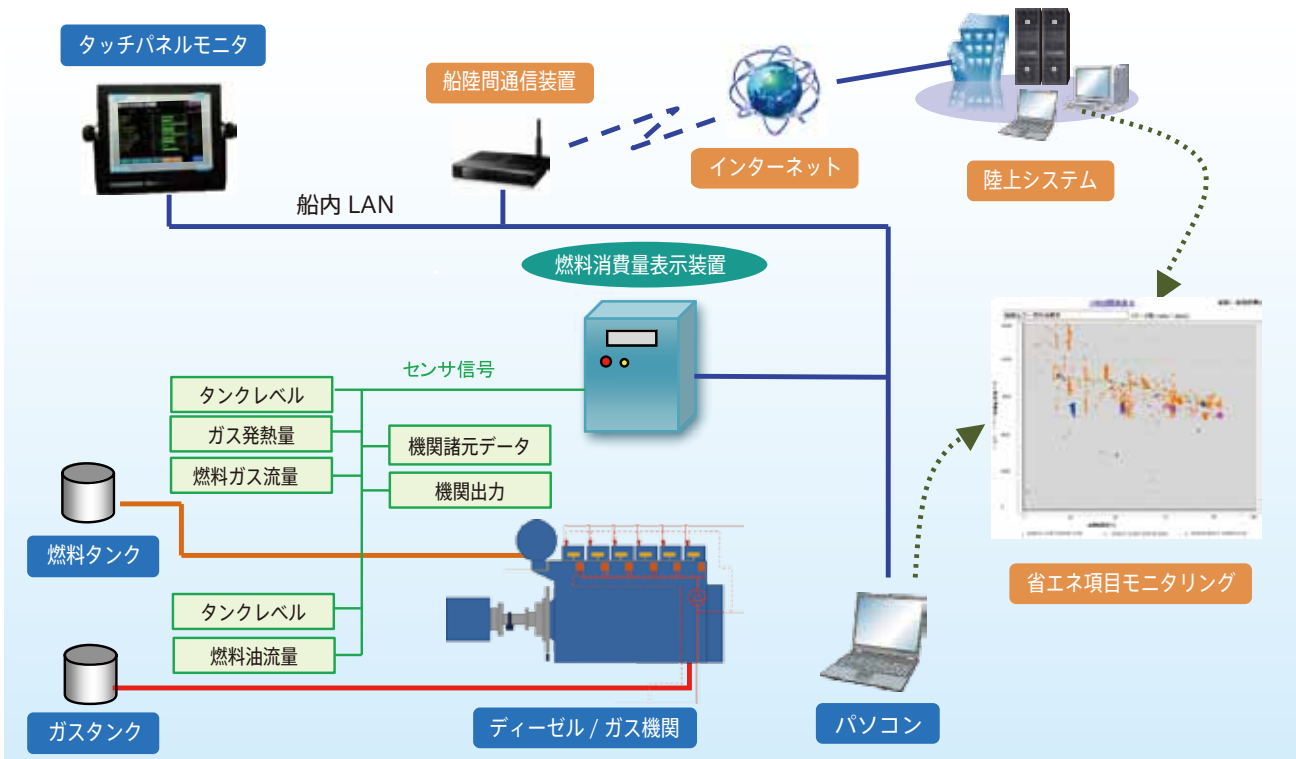 タッチパネルモニタ
船陸間通信装置
インターネット
陸上システム
船内 LAN
燃料消費量表示装置
センサ信号
タンクレベル
ガス発熱量
機関諸元データ
燃料ガス流量
機関出力
燃料タンク
省エネ項目モニタリング
タンクレベル
燃料油流量
ガスタンク
ディーゼル / ガス機関
パソコン